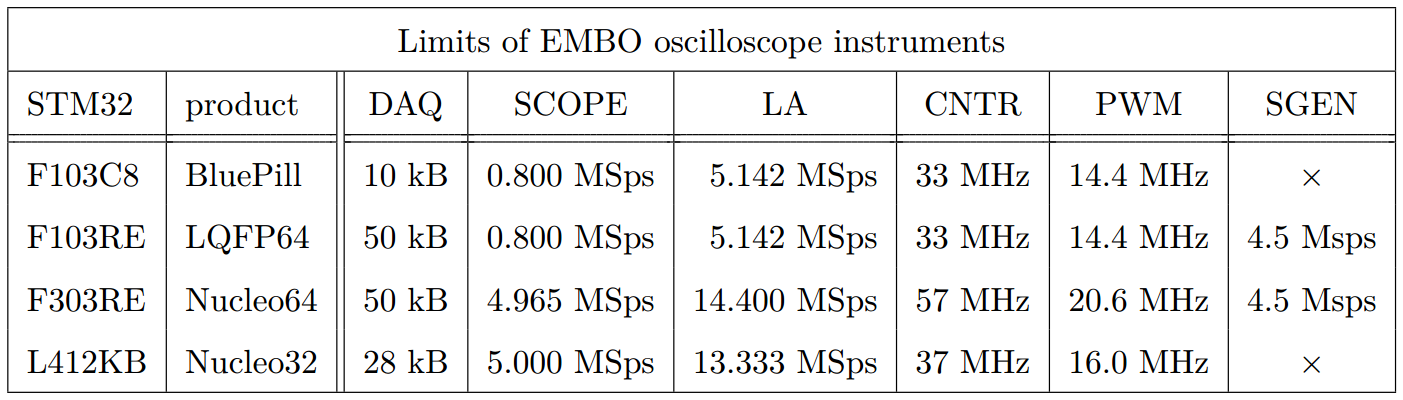 Limits of EMBO oscilloscope instruments
STM32 product DAQ SCOPE LA CNTR PWM SGEN
F103C8 BluePill 10 kB 0.800 MSps 5.142 MSps 33 MHz 14.4 MHz ×
F103RE LQFP64 50 kB 0.800 MSps 5.142 MSps 33 MHz 14.4 MHz 4.5 Msps
F303RE Nucleo64 50 kB 4.965 MSps 14.400 MSps 57 MHz 20.6 MHz 4.5 Msps
L412KB Nucleo32 28 kB 5.000 MSps 13.333 MSps 37 MHz 16.0 MHz ×